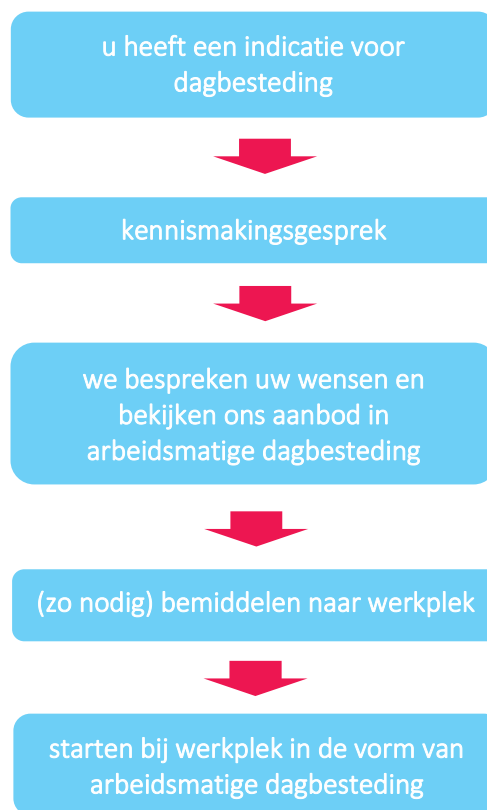 u heeft een indicatie voor
dagbesteding
kennismakingsgesprek
we bespreken uw wensen en
bekijken ons aanbod in
arbeidsmatige dagbesteding
(zo nodig) bemiddelen naar werkplek
starten bij werkplek in de vorm van
arbeidsmatige dagbesteding